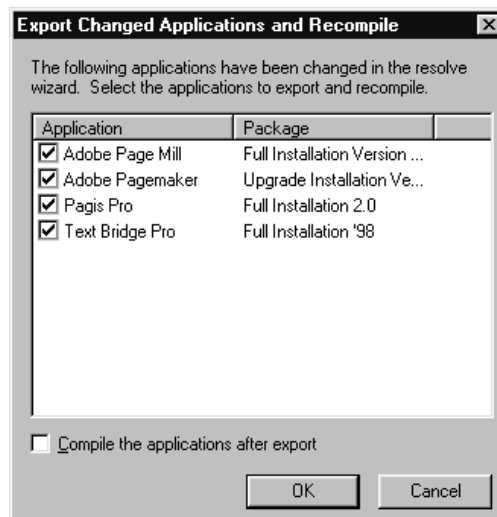 Export Changed Applications and Recompile
The following applications have been changed in the resolve
wizard. Select the applications to export and recompile.
Application Package
Adobe Page Mill Full Installation Version ...
Adobe Pagemaker Upgrade Installation Ve...
Pagis Pro Full Installation 2.0
Text Bridge Pro Full Installation '98
Compile the applications after export
OK Cancel